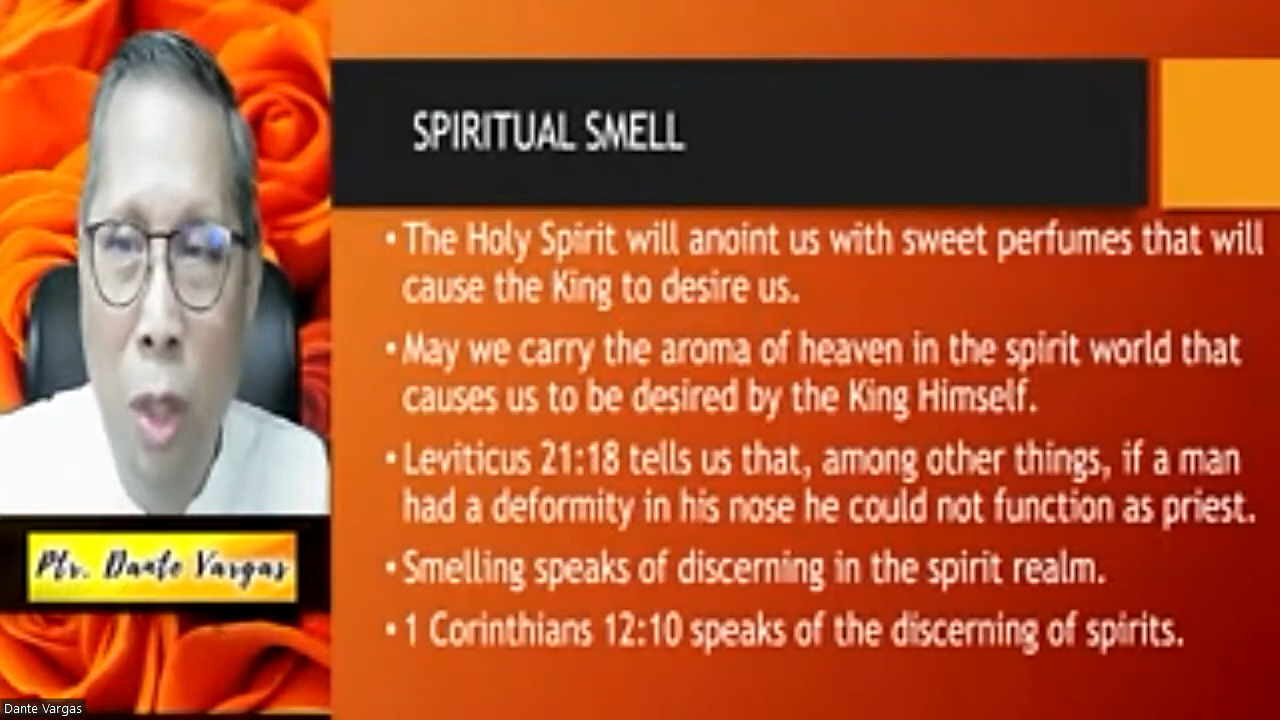 SPIRITUAL SMELL
• The Holy Spirit will anoint us with sweet perfumes that will
cause the King to desire us.
• May we carry the aroma of heaven in the spirit world that
causes us to be desired by the King Himself.
• Leviticus 21:18 tells us that, among other things, if a man
had a deformity in his nose he could not function as priest.
• Smelling speaks of discerning in the spirit realm.
• 1 Corinthians 12:10 speaks of the discerning of spirits.
Ptr. Dante Vargas
Dante Vargas